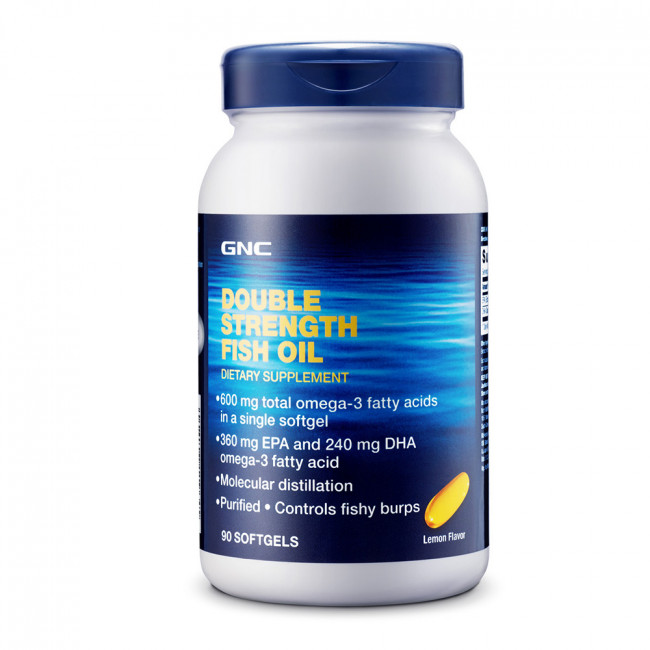 GNC
DOUBLE
STRENGTH
FISH OIL
DIETARY SUPPLEMENT
•600 mg total omega-3 fatty acids
in a single softgel
•360 mg EPA and 240 mg DHA
omega-3 fatty acid
•Molecular distillation
•Purified • Controls fishy burps
90 SOFTGELS
Lemon Flavor